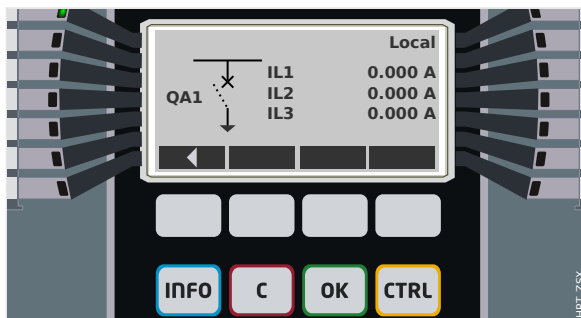 Local
IL1 0.000 A
QA1 IL2 0.000 A
IL3 0.000 A
INFO C OK CTRL